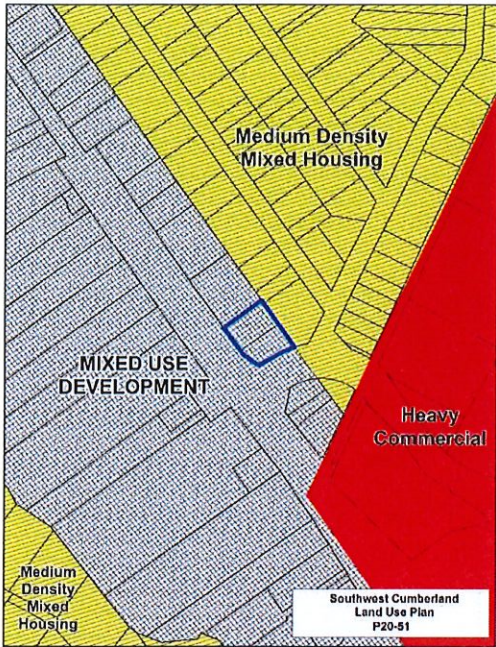 Medium Density
Mixed Housing
MIXED USE
DEVELOPMENT
Heavy
Commercial
Medium
Density
Mixed
Housing
Southwest Cumberland
Land Use Plan
P20-51